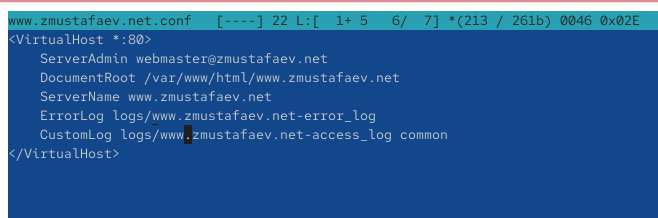 www.zmustafaev.net.conf   [----] 22 L:[  1+ 5   6/  7] *(213 / 261b) 0046 0x02E
<VirtualHost *:80>
    ServerAdmin webmaster@zmustafaev.net
    DocumentRoot /var/www/html/www.zmustafaev.net
    ServerName www.zmustafaev.net
    ErrorLog logs/www.zmustafaev.net-error_log
    CustomLog logs/www.zmustafaev.net-access_log common
</VirtualHost>